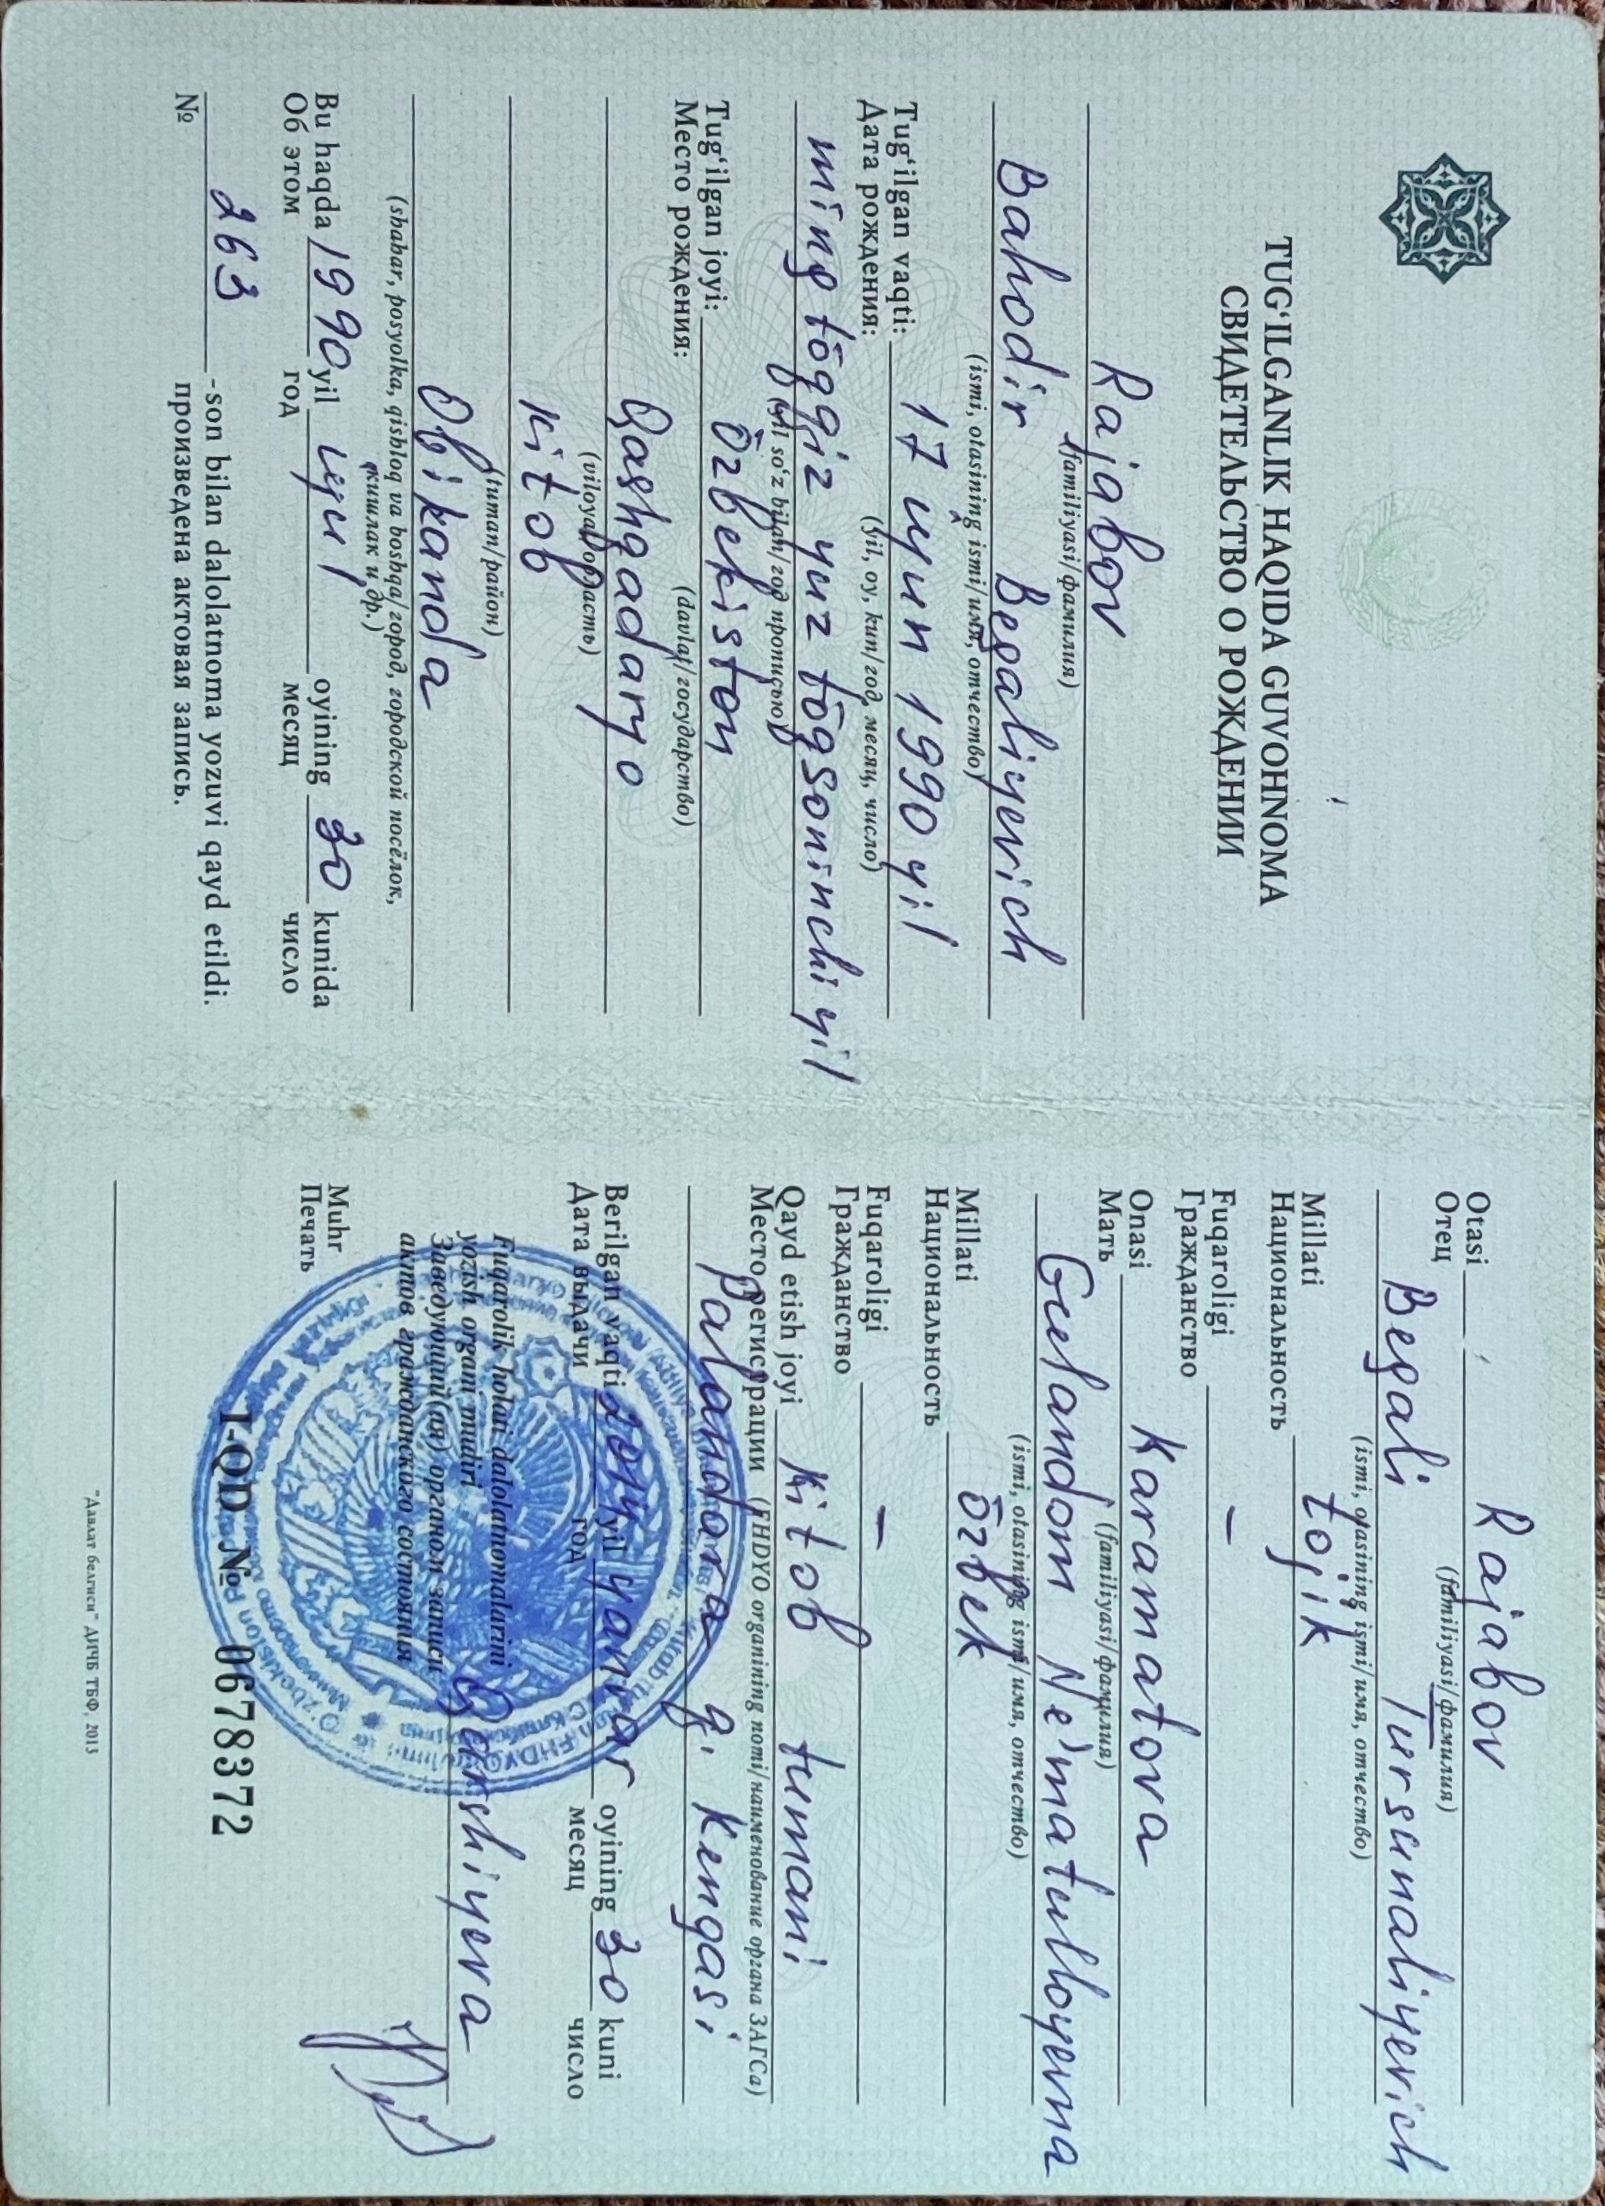 TUG‘ILGANLIK HAQIDA GUVOHNOMA
СВИДЕТЕЛЬСТВО О РОЖДЕНИИ
Rajabov
(familiyasi/фамилия)
Bahodir Begaliyevich
(ismi, otasining ismi/имя, отчество)
Tug‘ilgan vaqti: 17 iyun 1990 yil
Дата рождения: (yil, oy, kun/год, месяц, число)
ming tōqqiz yuz tōqsoninchi yil
(yil so‘z bilan/год прописью)
Tug‘ilgan joyi: Ōzbekiston
Место рождения: (davlat/государство)
Qashqadaryo
(viloyat/область)
Kitob
(tuman/район)
Obikanda
(shahar, posyolka, qishloq va boshqa/город, городской посёлок,
кишлак и др.)
Bu haqda 1990 yil iyul oyining 30 kunida
Об этом год месяц число
№ 263 -son bilan dalolatnoma yozuvi qayd etildi.
произведена актовая запись.
Otasi Rajabov
Отец (familiyasi/фамилия)
Begali Tursunaliyevich
(ismi, otasining ismi/имя, отчество)
Millati tojik
Национальность
Fuqaroligi —
Гражданство
Onasi Karamatova
Мать (familiyasi/фамилия)
Gulandom Ne'matulloyevna
(ismi, otasining ismi/имя, отчество)
Millati ōzbek
Национальность
Fuqaroligi —
Гражданство
Qayd etish joyi Kitob tumani
Место регистрации (FHDYO organining nomi/наименование органа ЗАГСа)
Palandara q. Kengasi
Berilgan vaqti yil yanvar oyining 30 kuni
Дата выдачи год месяц число
Fuqarolik holati dalolatnomalarini
yozish organi mudiri
Заведующий(ая) органом записи
актов гражданского состояния
Muhr
Печать
I-QD № 0678372
"Давлат белгиси" ДИЧБ ТБФ, 2013